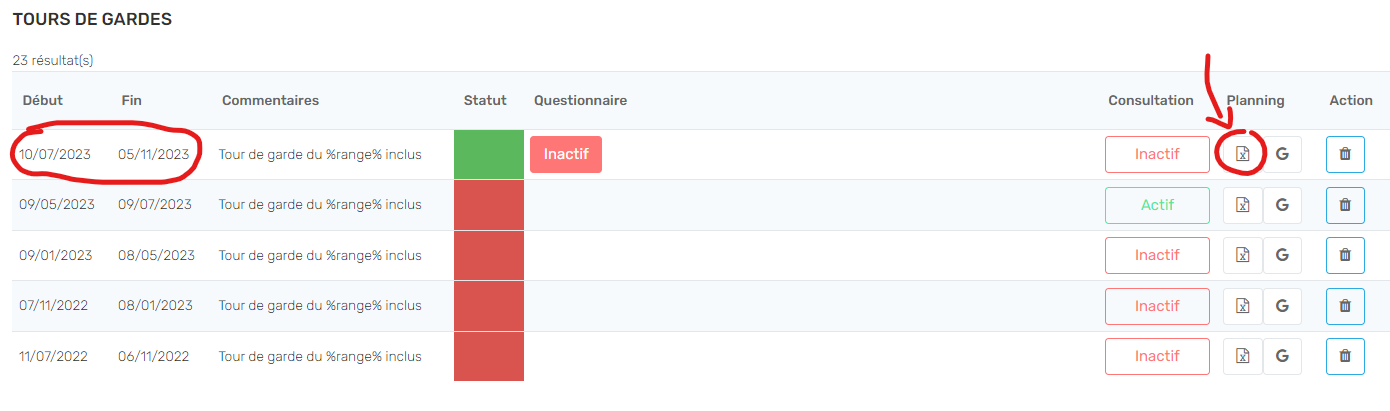 TOURS DE GARDES
23 résultat(s)
Début Fin Commentaires Statut Questionnaire Consultation Planning Action
10/07/2023 05/11/2023 Tour de garde du %range% inclus Inactif Inactif G
09/05/2023 09/07/2023 Tour de garde du %range% inclus Actif G
09/01/2023 08/05/2023 Tour de garde du %range% inclus Inactif G
07/11/2022 08/01/2023 Tour de garde du %range% inclus Inactif G
11/07/2022 06/11/2022 Tour de garde du %range% inclus Inactif G